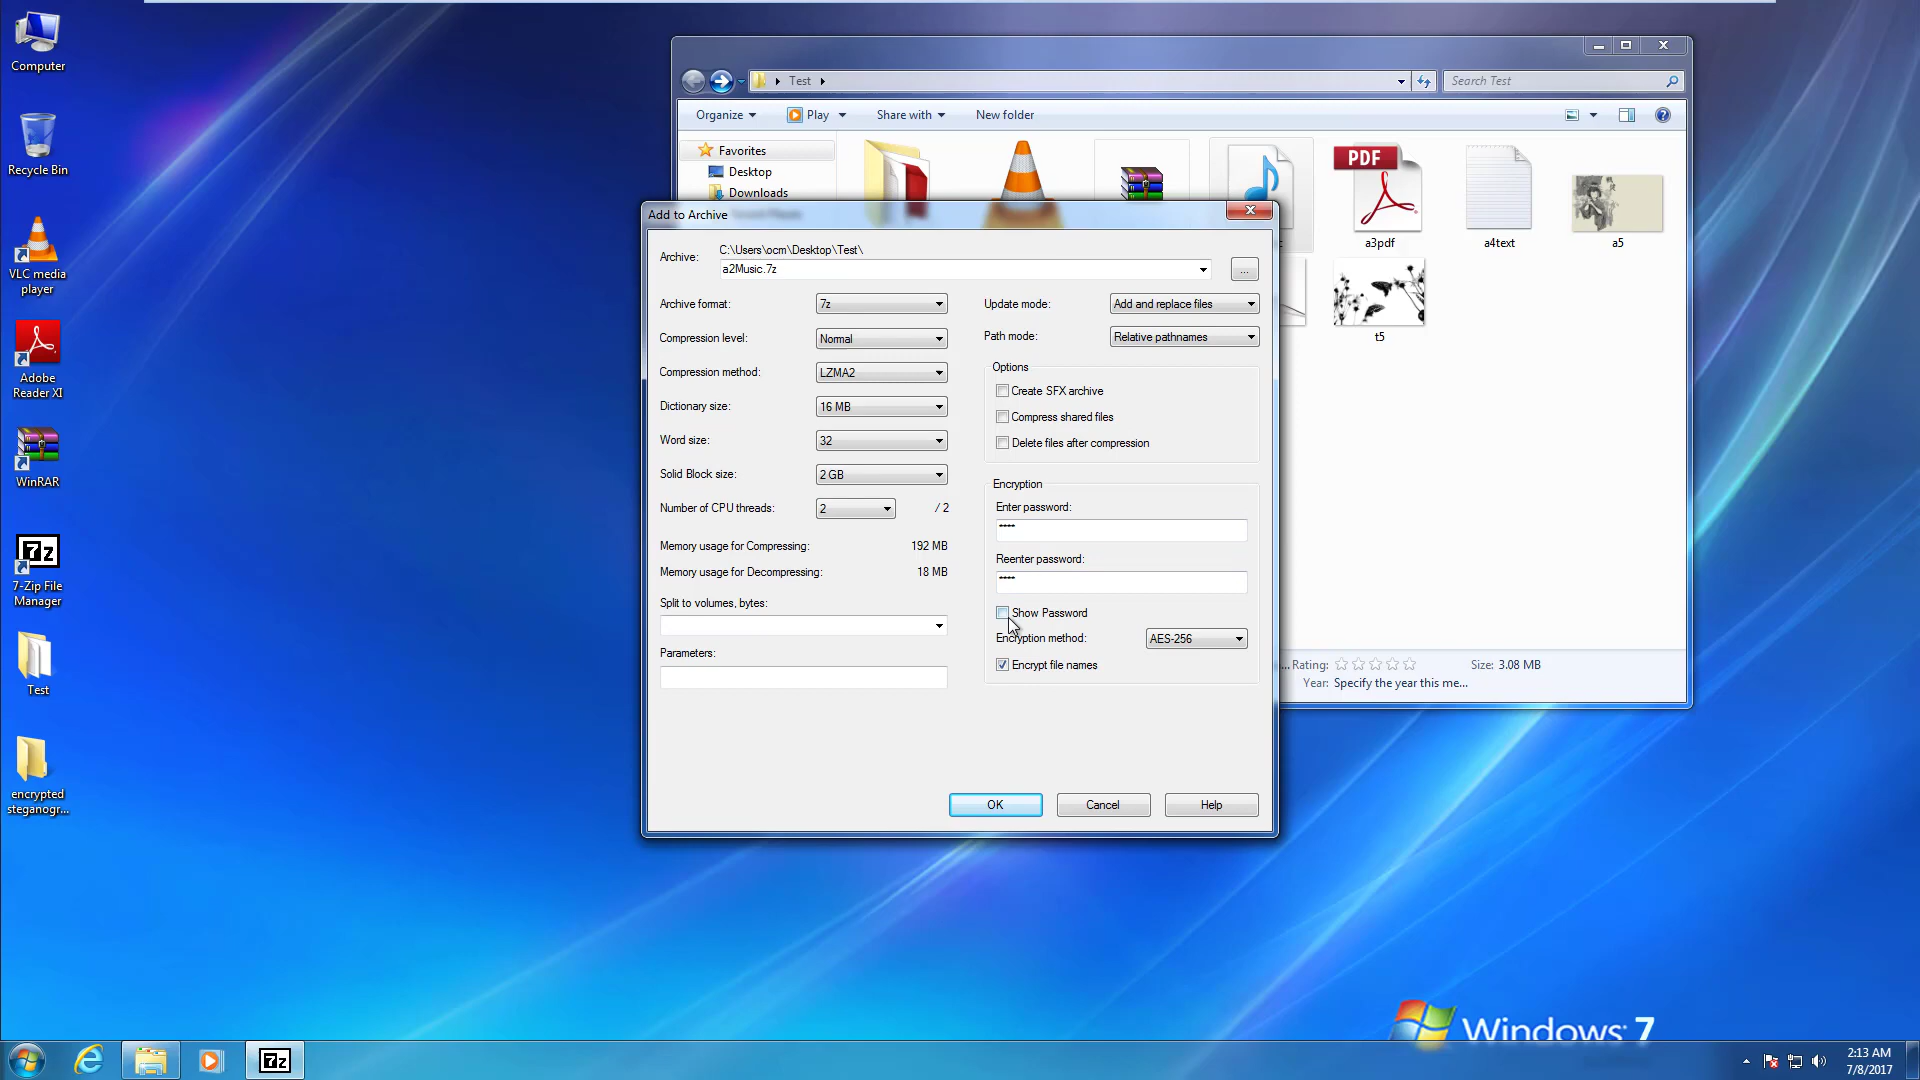 Computer
Recycle Bin
VLC media
player
Adobe
Reader XI
WinRAR
7z
7-Zip File
Manager
Test
encrypted
steganogr...
Test
Search Test
Organize
Play
Share with
New folder
Favorites
Desktop
Downloads
PDF
a3pdf
a4text
a5
t5
... Rating:
Size: 3.08 MB
Year: Specify the year this me...
Add to Archive
Archive:
C:\Users\ocm\Desktop\Test\
a2Music.7z
...
Archive format:
7z
Compression level:
Normal
Compression method:
LZMA2
Dictionary size:
16 MB
Word size:
32
Solid Block size:
2 GB
Number of CPU threads:
2
/ 2
Memory usage for Compressing:
192 MB
Memory usage for Decompressing:
18 MB
Split to volumes, bytes:
Parameters:
Update mode:
Add and replace files
Path mode:
Relative pathnames
Options
Create SFX archive
Compress shared files
Delete files after compression
Encryption
Enter password:
****
Reenter password:
****
Show Password
Encryption method:
AES-256
Encrypt file names
OK
Cancel
Help
Windows 7
7z
2:13 AM
7/8/2017